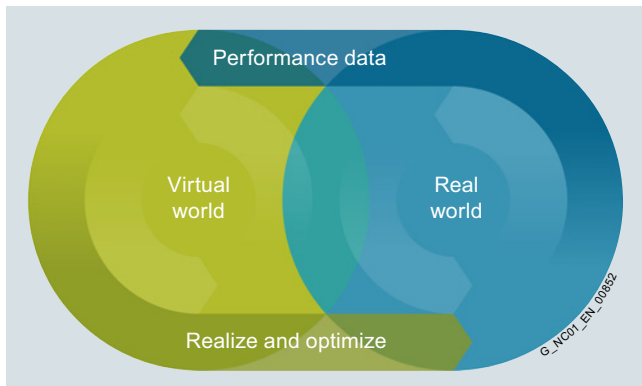 Performance data
Virtual
world
Real
world
Realize and optimize
G_NC01_EN_00852